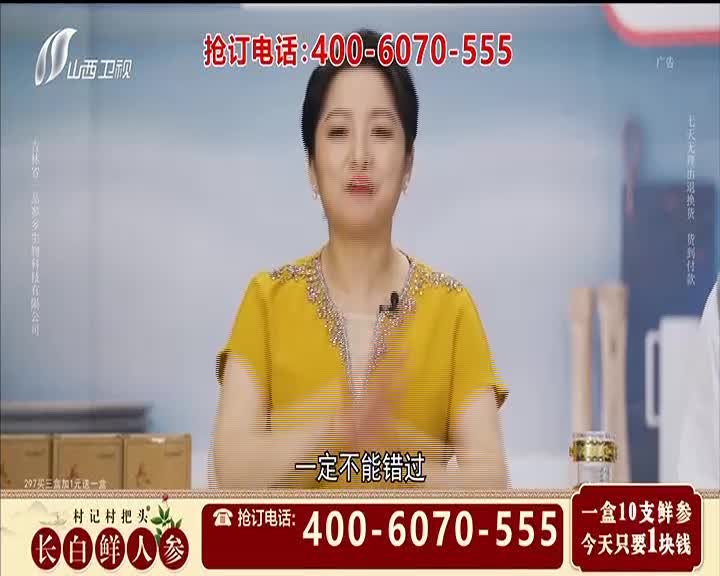 抢订电话:400-6070-555
山西卫视
广告
七天无理由退换货 货到付款
一定不能错过
297买三盒加1元送一盒
村记村把头
长白鲜人参
抢订电话:
400-6070-555
一盒10支鲜参
今天只要1块钱